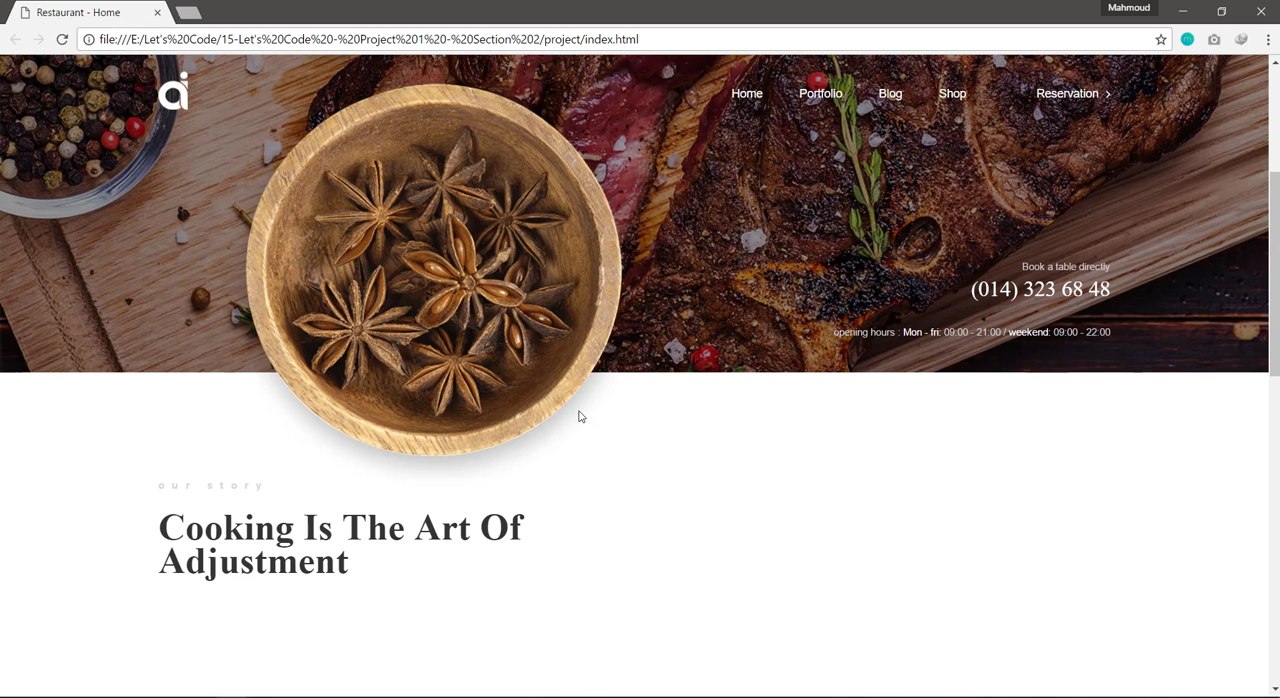 Restaurant - Home
Mahmoud
file:///E:/Let's%20Code/15-Let's%20Code%20-%20Project%201%20-%20Section%202/project/index.html
ai
Home Portfolio Blog Shop Reservation
Book a table directly
(014) 323 68 48
opening hours : Mon - fri: 09:00 - 21:00 / weekend: 09:00 - 22:00
our story
Cooking Is The Art Of
Adjustment